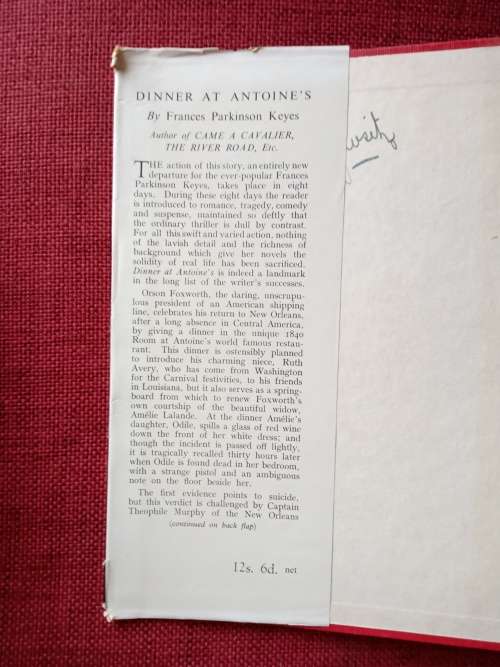 DINNER AT ANTOINE'S
By Frances Parkinson Keyes
Author of CAME A CAVALIER,
THE RIVER ROAD, Etc.
THE action of this story, an entirely new
departure for the ever-popular Frances
Parkinson Keyes, takes place in eight
days. During these eight days the reader
is introduced to romance, tragedy, comedy
and suspense, maintained so deftly that
the ordinary thriller is dull by contrast.
For all this swift and varied action, nothing
of the lavish detail and the richness of
background which give her novels the
solidity of real life has been sacrificed.
Dinner at Antoine's is indeed a landmark
in the long list of the writer's successes.
Orson Foxworth, the daring, unscrupu-
lous president of an American shipping
line, celebrates his return to New Orleans,
after a long absence in Central America,
by giving a dinner in the unique 1840
Room at Antoine's world famous restau-
rant. This dinner is ostensibly planned
to introduce his charming niece, Ruth
Avery, who has come from Washington
for the Carnival festivities, to his friends
in Louisiana, but it also serves as a spring-
board from which to renew Foxworth's
own courtship of the beautiful widow,
Amélie Lalande. At the dinner Amélie's
daughter, Odile, spills a glass of red wine
down the front of her white dress; and
though the incident is passed off lightly,
it is tragically recalled thirty hours later
when Odile is found dead in her bedroom,
with a strange pistol and an ambiguous
note on the floor beside her.
The first evidence points to suicide,
but this verdict is challenged by Captain
Theophile Murphy of the New Orleans
(continued on back flap)
12s. 6d. net